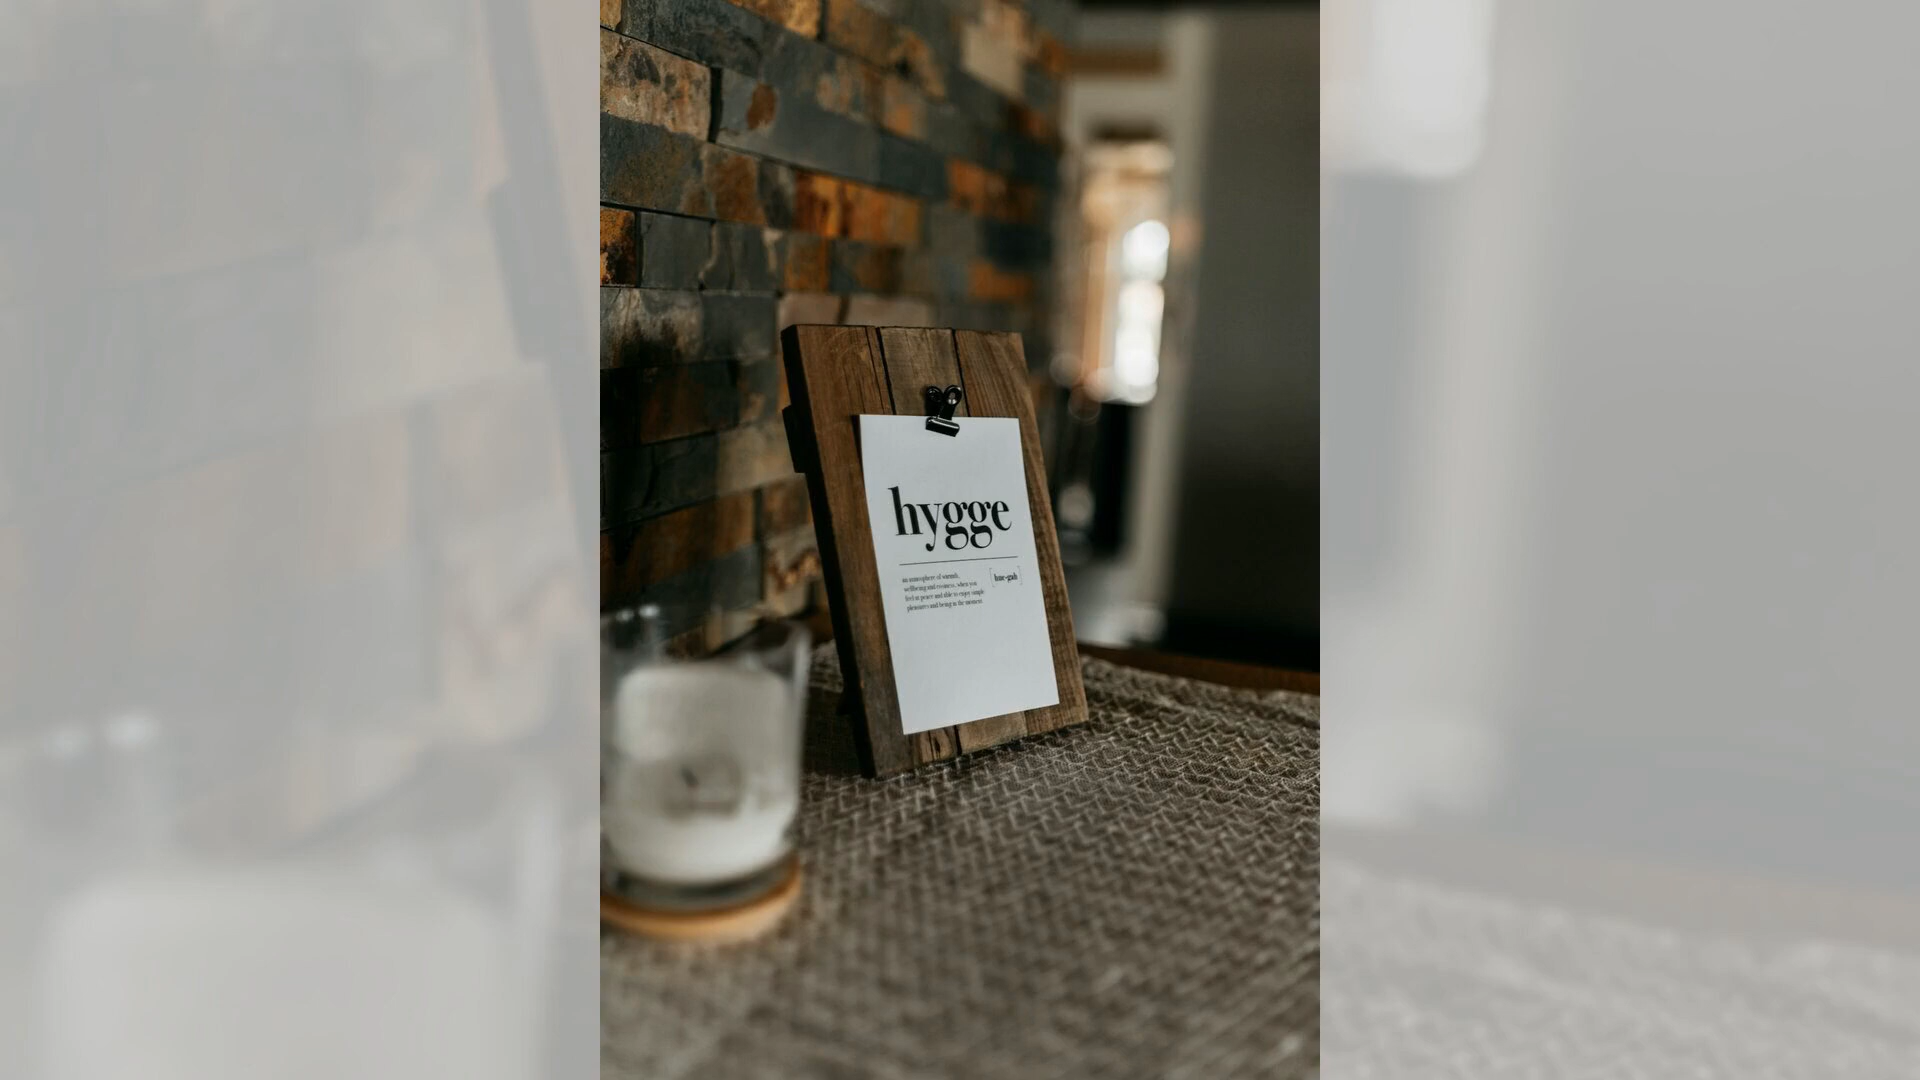 hygge
an atmosphere of warmth,
wellbeing and cosiness, when you
feel at peace and able to enjoy simple
pleasures and being in the moment.
[hue-gah]